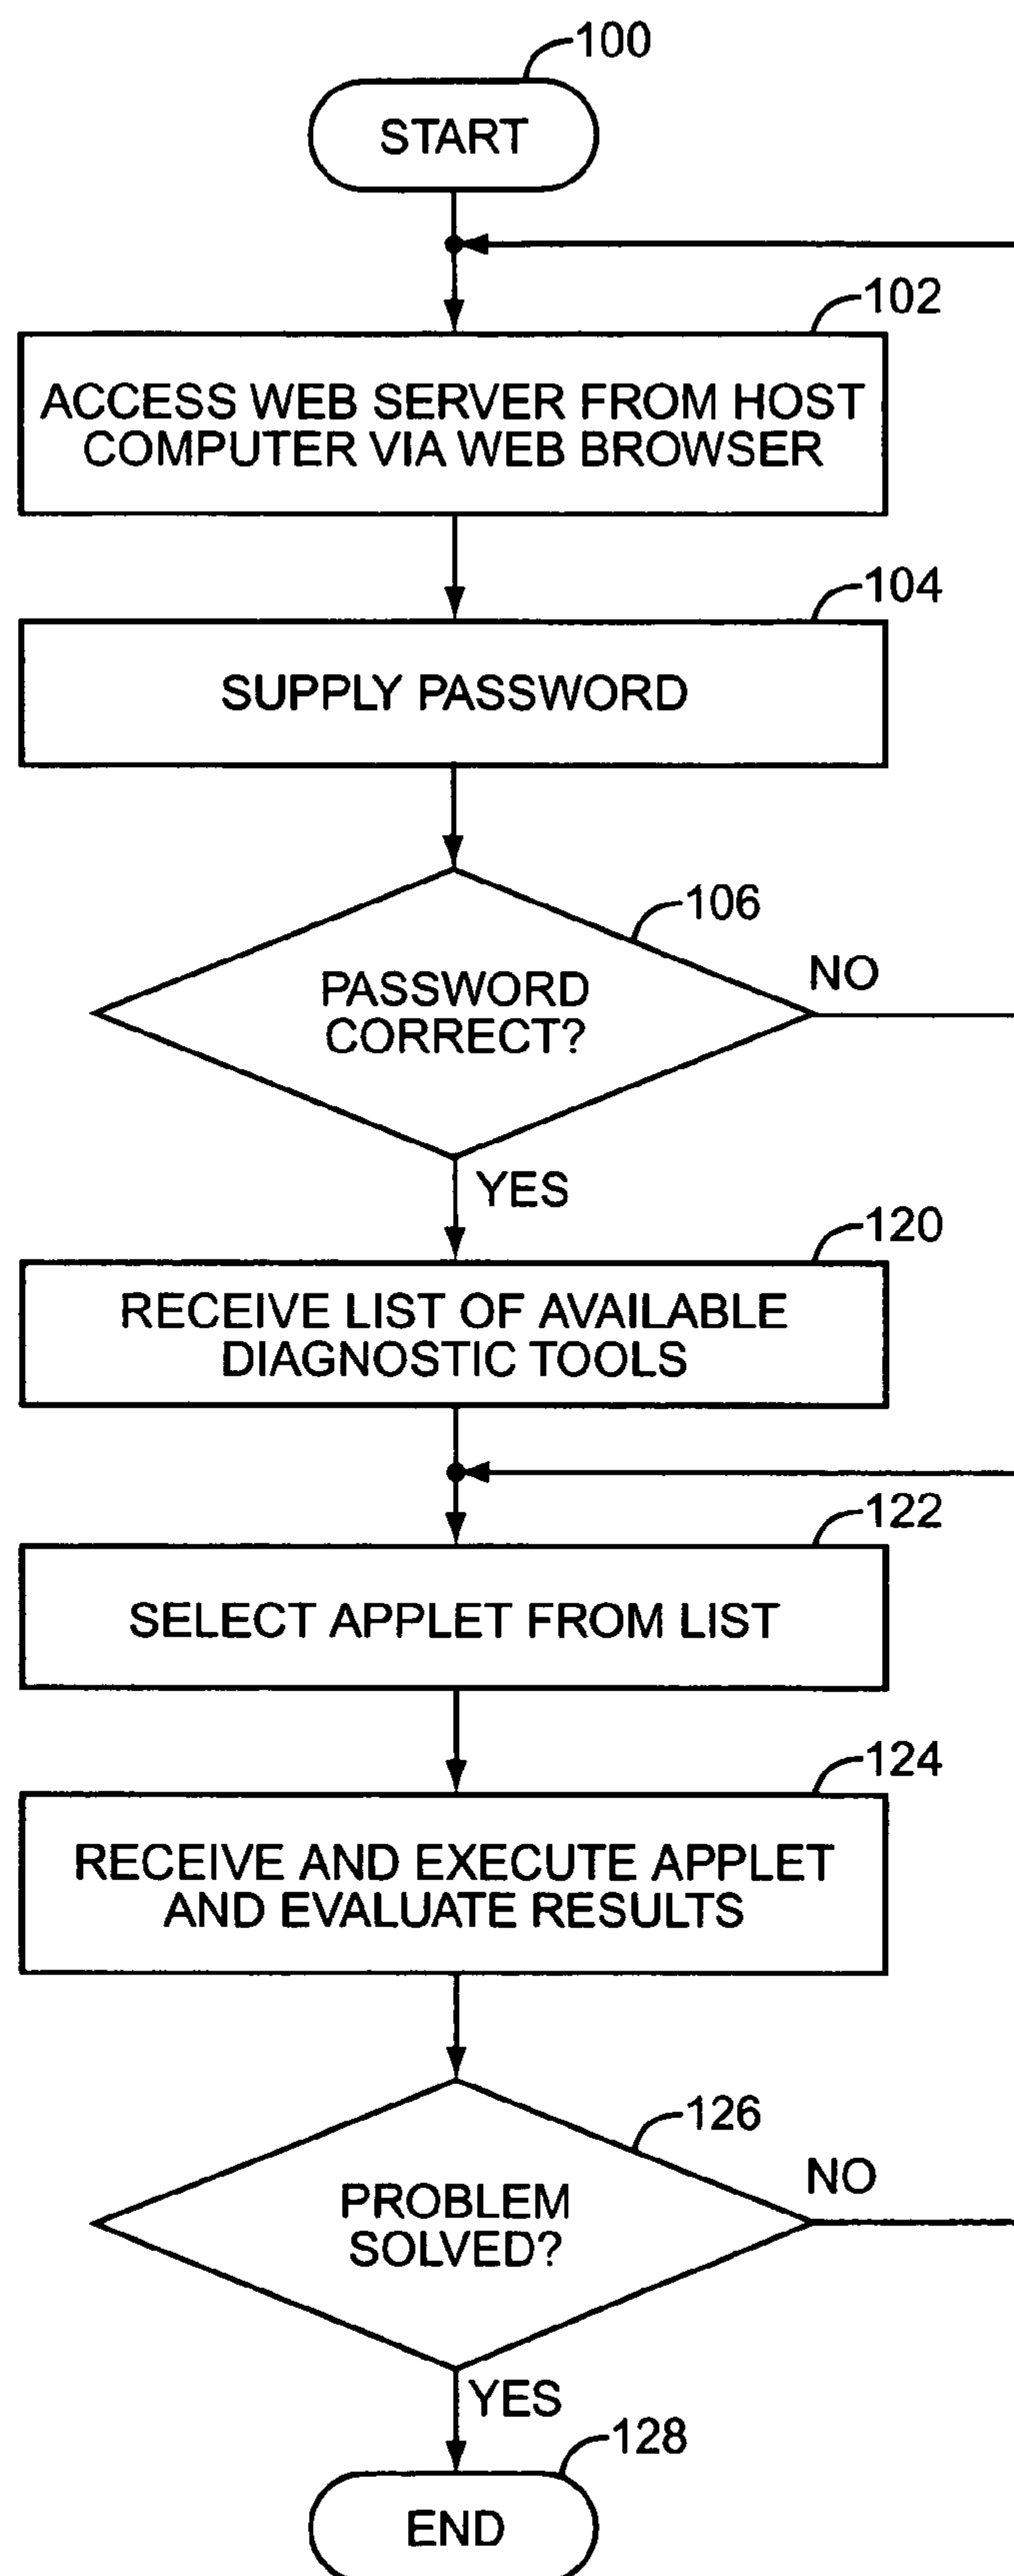 100
START
102
ACCESS WEB SERVER FROM HOST
COMPUTER VIA WEB BROWSER
104
SUPPLY PASSWORD
106
PASSWORD
CORRECT?
NO
YES
120
RECEIVE LIST OF AVAILABLE
DIAGNOSTIC TOOLS
122
SELECT APPLET FROM LIST
124
RECEIVE AND EXECUTE APPLET
AND EVALUATE RESULTS
126
PROBLEM
SOLVED?
NO
YES
128
END